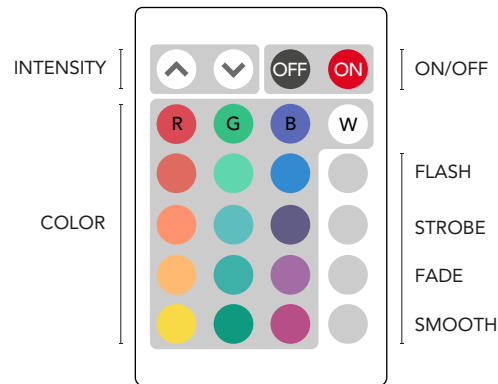 INTENSITY
OFF
ON
ON/OFF
R
G
B
W
COLOR
FLASH
STROBE
FADE
SMOOTH